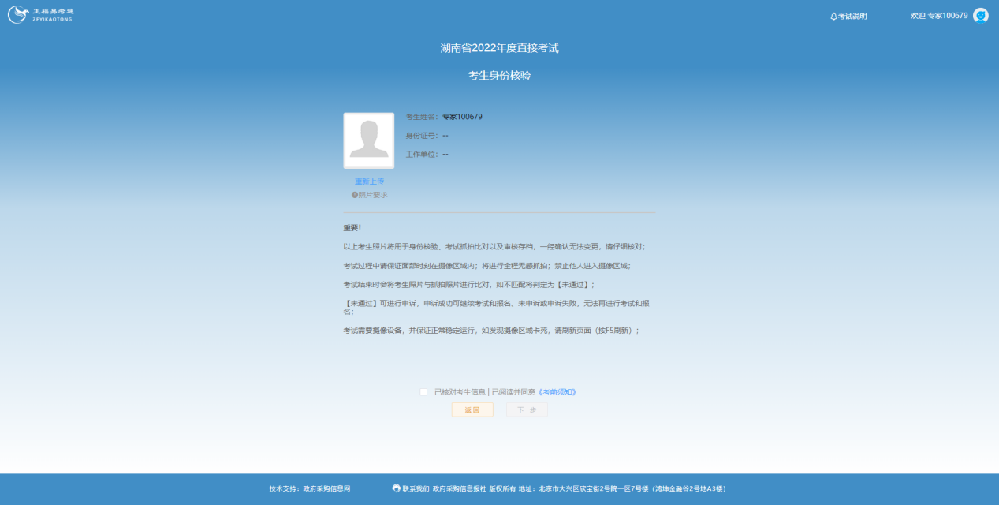 正福易考通
ZFYIKAOTONG
考试说明
欢迎 专家100679
湖南省2022年度直接考试
考生身份核验
考生姓名：专家100679
身份证号：--
工作单位：--
重新上传
照片要求
重要！
以上考生照片将用于身份核验、考试抓拍比对以及审核存档，一经确认无法变更，请仔细核对；
考试过程中请保证面部时刻在摄像区域内；将进行全程无感抓拍；禁止他人进入摄像区域；
考试结束时会将考生照片与抓拍照片进行比对，如不匹配将判定为【未通过】；
【未通过】可进行申诉，申诉成功可继续考试和报名、未申诉或申诉失败，无法再进行考试和报
名；
考试需要摄像设备，并保证正常稳定运行，如发现摄像区域卡死，请刷新页面（按F5刷新）；
已核对考生信息 | 已阅读并同意《考前须知》
返回
下一步
技术支持：政府采购信息网
联系我们 政府采购信息报社 版权所有 地址：北京市大兴区欣宝街2号院一区7号楼（鸿坤金融谷2号地A3楼）